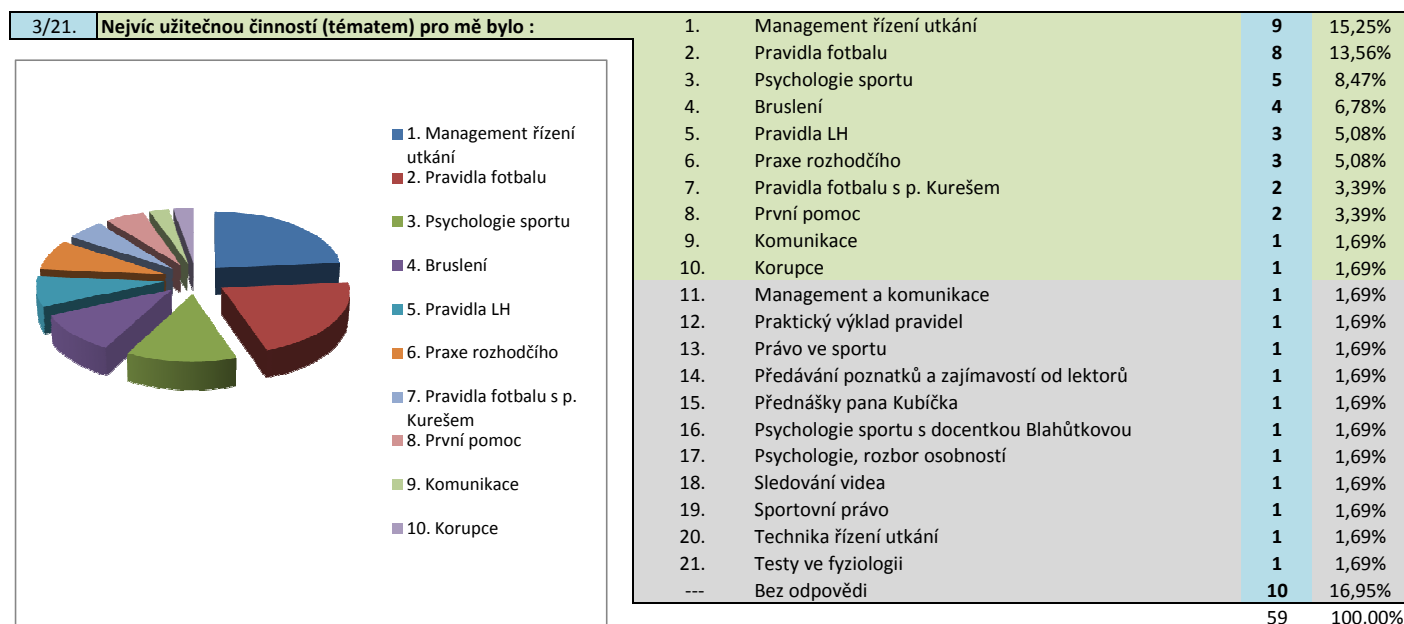 3/21. Nejvíc užitečnou činností (tématem) pro mě bylo :
1. Management řízení
utkání
2. Pravidla fotbalu
3. Psychologie sportu
4. Bruslení
5. Pravidla LH
6. Praxe rozhodčího
7. Pravidla fotbalu s p.
Kurešem
8. První pomoc
9. Komunikace
10. Korupce
1. Management řízení utkání 9 15,25%
2. Pravidla fotbalu 8 13,56%
3. Psychologie sportu 5 8,47%
4. Bruslení 4 6,78%
5. Pravidla LH 3 5,08%
6. Praxe rozhodčího 3 5,08%
7. Pravidla fotbalu s p. Kurešem 2 3,39%
8. První pomoc 2 3,39%
9. Komunikace 1 1,69%
10. Korupce 1 1,69%
11. Management a komunikace 1 1,69%
12. Praktický výklad pravidel 1 1,69%
13. Právo ve sportu 1 1,69%
14. Předávání poznatků a zajímavostí od lektorů 1 1,69%
15. Přednášky pana Kubíčka 1 1,69%
16. Psychologie sportu s docentkou Blahůtkovou 1 1,69%
17. Psychologie, rozbor osobností 1 1,69%
18. Sledování videa 1 1,69%
19. Sportovní právo 1 1,69%
20. Technika řízení utkání 1 1,69%
21. Testy ve fyziologii 1 1,69%
--- Bez odpovědi 10 16,95%
59 100,00%